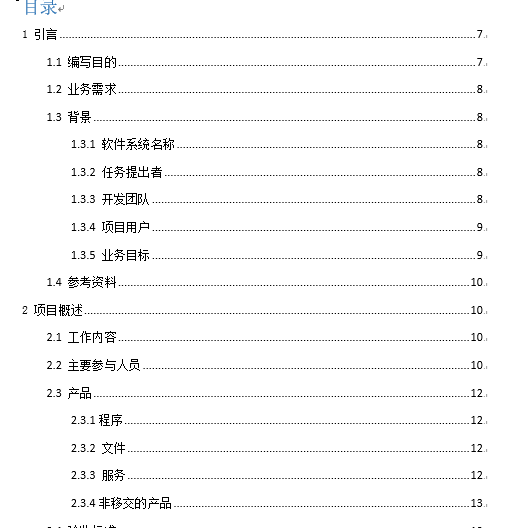 目录
1 引言 7
1.1 编写目的 7
1.2 业务需求 8
1.3 背景 8
1.3.1 软件系统名称 8
1.3.2 任务提出者 8
1.3.3 开发团队 8
1.3.4 项目用户 9
1.3.5 业务目标 9
1.4 参考资料 10
2 项目概述 10
2.1 工作内容 10
2.2 主要参与人员 10
2.3 产品 12
2.3.1 程序 12
2.3.2 文件 12
2.3.3 服务 12
2.3.4 非移交的产品 13